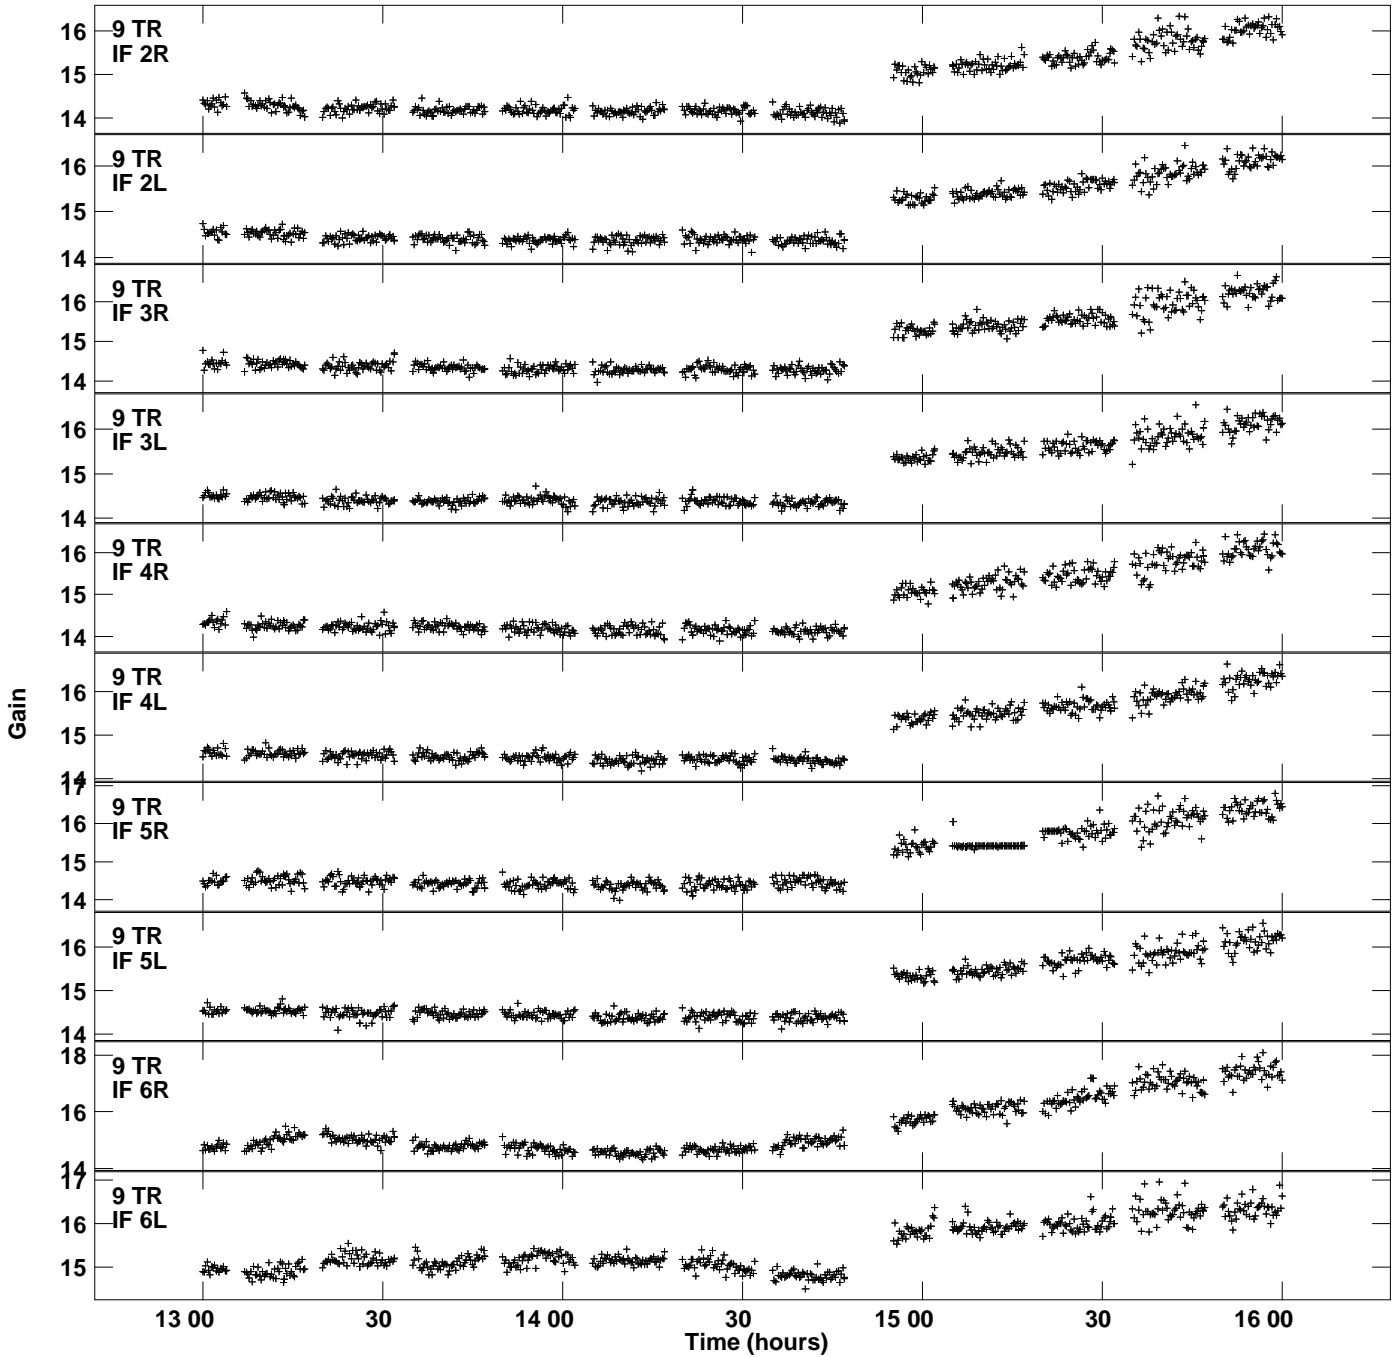 9 TR
IF 2R
16
15
14
9 TR
IF 2L
16
15
14
9 TR
IF 3R
16
15
14
9 TR
IF 3L
16
15
14
9 TR
IF 4R
16
15
14
9 TR
IF 4L
16
15
14
Gain
17
9 TR
IF 5R
16
15
14
9 TR
IF 5L
16
15
14
18
9 TR
IF 6R
16
14
17
9 TR
IF 6L
16
15
13 00 30 14 00 30 15 00 30 16 00
Time (hours)